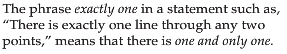 The phrase exactly one in a statement such as,
“There is exactly one line through any two
points,” means that there is one and only one.